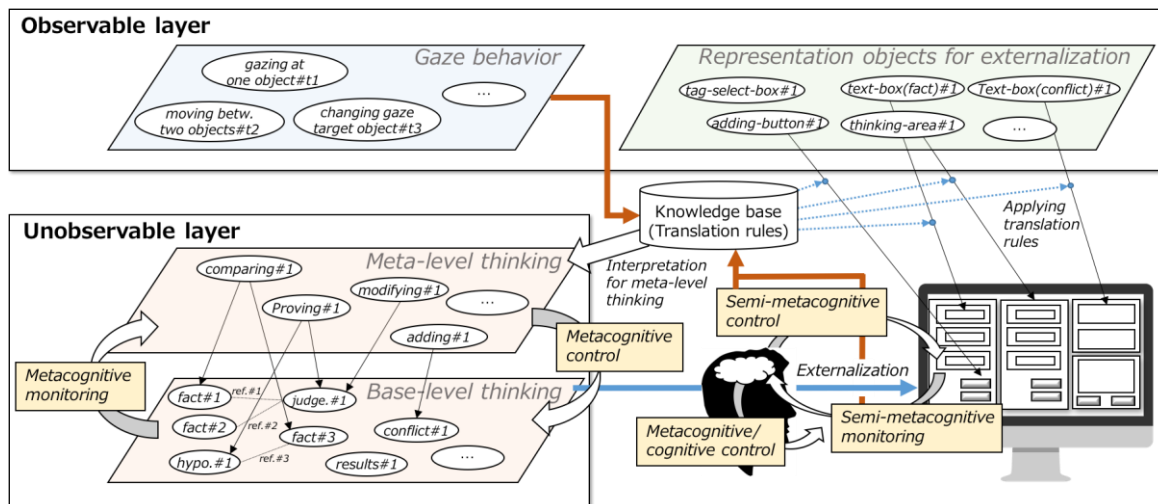 Observable layer
Gaze behavior
gazing at
one object#t1
...
moving betw.
two objects#t2
changing gaze
target object#t3
Representation objects for externalization
tag-select-box#1
text-box(fact)#1
Text-box(conflict)#1
adding-button#1
thinking-area#1
...
Knowledge base
(Translation rules)
Applying
translation
rules
Interpretation
for meta-level
thinking
Unobservable layer
Meta-level thinking
comparing#1
Proving#1
modifying#1
...
adding#1
Metacognitive
monitoring
Metacognitive
control
Base-level thinking
fact#1
ref.#1
judge.#1
fact#2
ref.#2
fact#3
conflict#1
hypo.#1
ref.#3
results#1
...
Semi-metacognitive
control
Externalization
Semi-metacognitive
monitoring
Metacognitive/
cognitive control